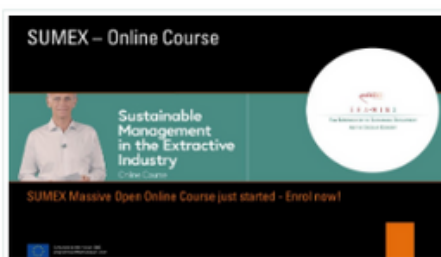 SUMEX – Online Course
Sustainable
Management
in the Extractive
Industry
Online Course
SUMEX Massive Open Online Course just started - Enrol now!